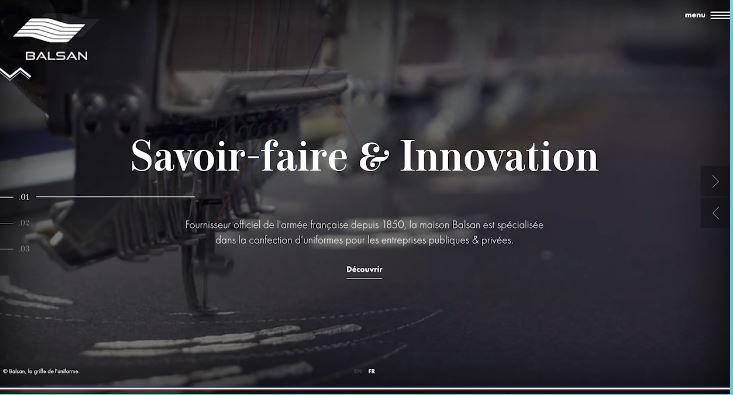 menu
BALSAN
Savoir-faire & Innovation
.01
Fournisseur officiel de l'armée française depuis 1850, la maison Balsan est spécialisée
.02
dans la confection d'uniformes pour les entreprises publiques & privées.
.03
Découvrir
© Balsan, la griffe de l'uniforme.
EN FR